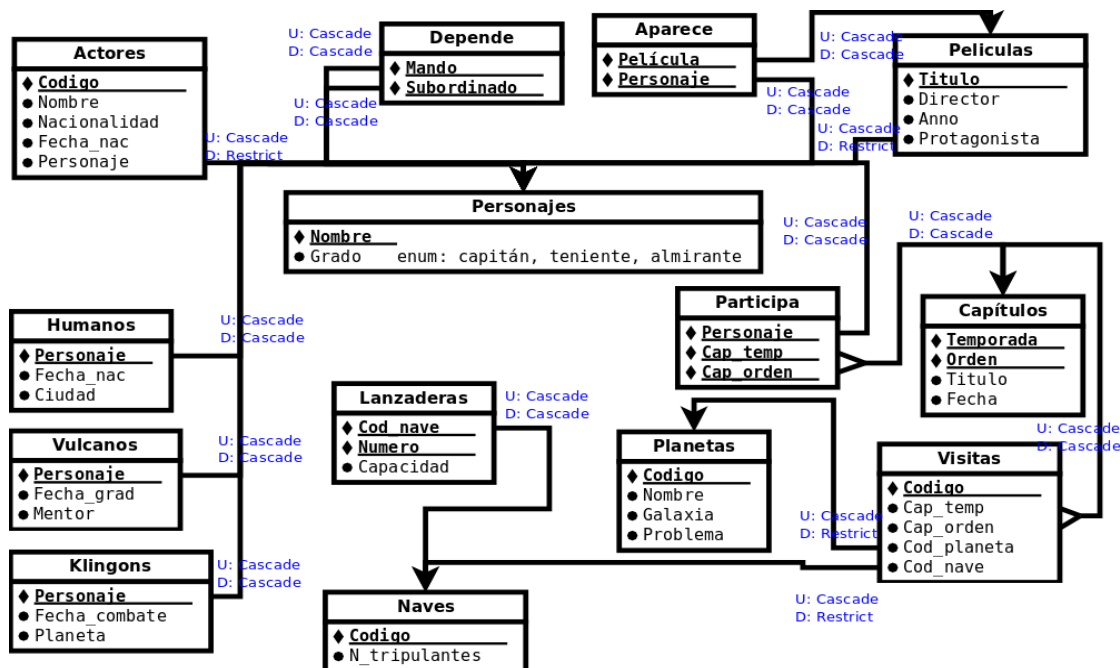 Actores
Codigo
Nombre
Nacionalidad
Fecha_nac
Personaje
U: Cascade
D: Cascade
Depende
Mando
Subordinado
U: Cascade
D: Cascade
Aparece
Película
Personaje
U: Cascade
D: Cascade
U: Cascade
D: Cascade
Peliculas
Titulo
Director
Anno
Protagonista
U: Cascade
D: Restrict
U: Cascade
D: Restrict
Personajes
Nombre
Grado enum: capitán, teniente, almirante
U: Cascade
D: Cascade
U: Cascade
D: Cascade
Participa
Personaje
Cap_temp
Cap_orden
Capítulos
Temporada
Orden
Titulo
Fecha
Humanos
Personaje
Fecha_nac
Ciudad
U: Cascade
D: Cascade
Lanzaderas
Cod_nave
Numero
Capacidad
U: Cascade
D: Cascade
Vulcanos
Personaje
Fecha_grad
Mentor
U: Cascade
D: Cascade
Planetas
Codigo
Nombre
Galaxia
Problema
U: Cascade
D: Cascade
Visitas
Codigo
Cap_temp
Cap_orden
Cod_planeta
Cod_nave
U: Cascade
D: Restrict
Klingons
Personaje
Fecha_combate
Planeta
U: Cascade
D: Cascade
Naves
Codigo
N_tripulantes
U: Cascade
D: Restrict